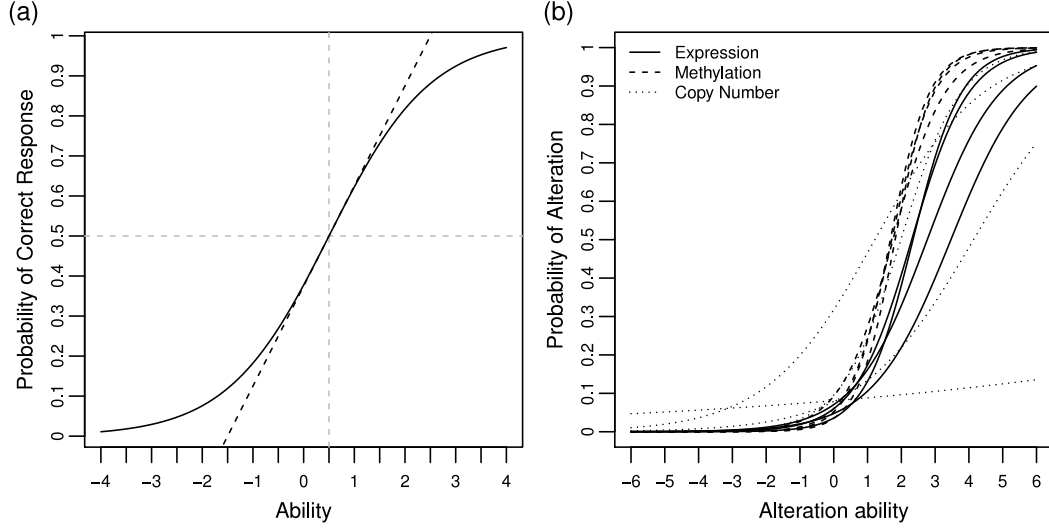 (a)
Probability of Correct Response
1
0.9
0.8
0.7
0.6
0.5
0.4
0.3
0.2
0.1
0
−4 −3 −2 −1 0 1 2 3 4
Ability
(b)
Probability of Alteration
1
0.9
0.8
0.7
0.6
0.5
0.4
0.3
0.2
0.1
0
Expression
Methylation
Copy Number
−6 −5 −4 −3 −2 −1 0 1 2 3 4 5 6
Alteration ability